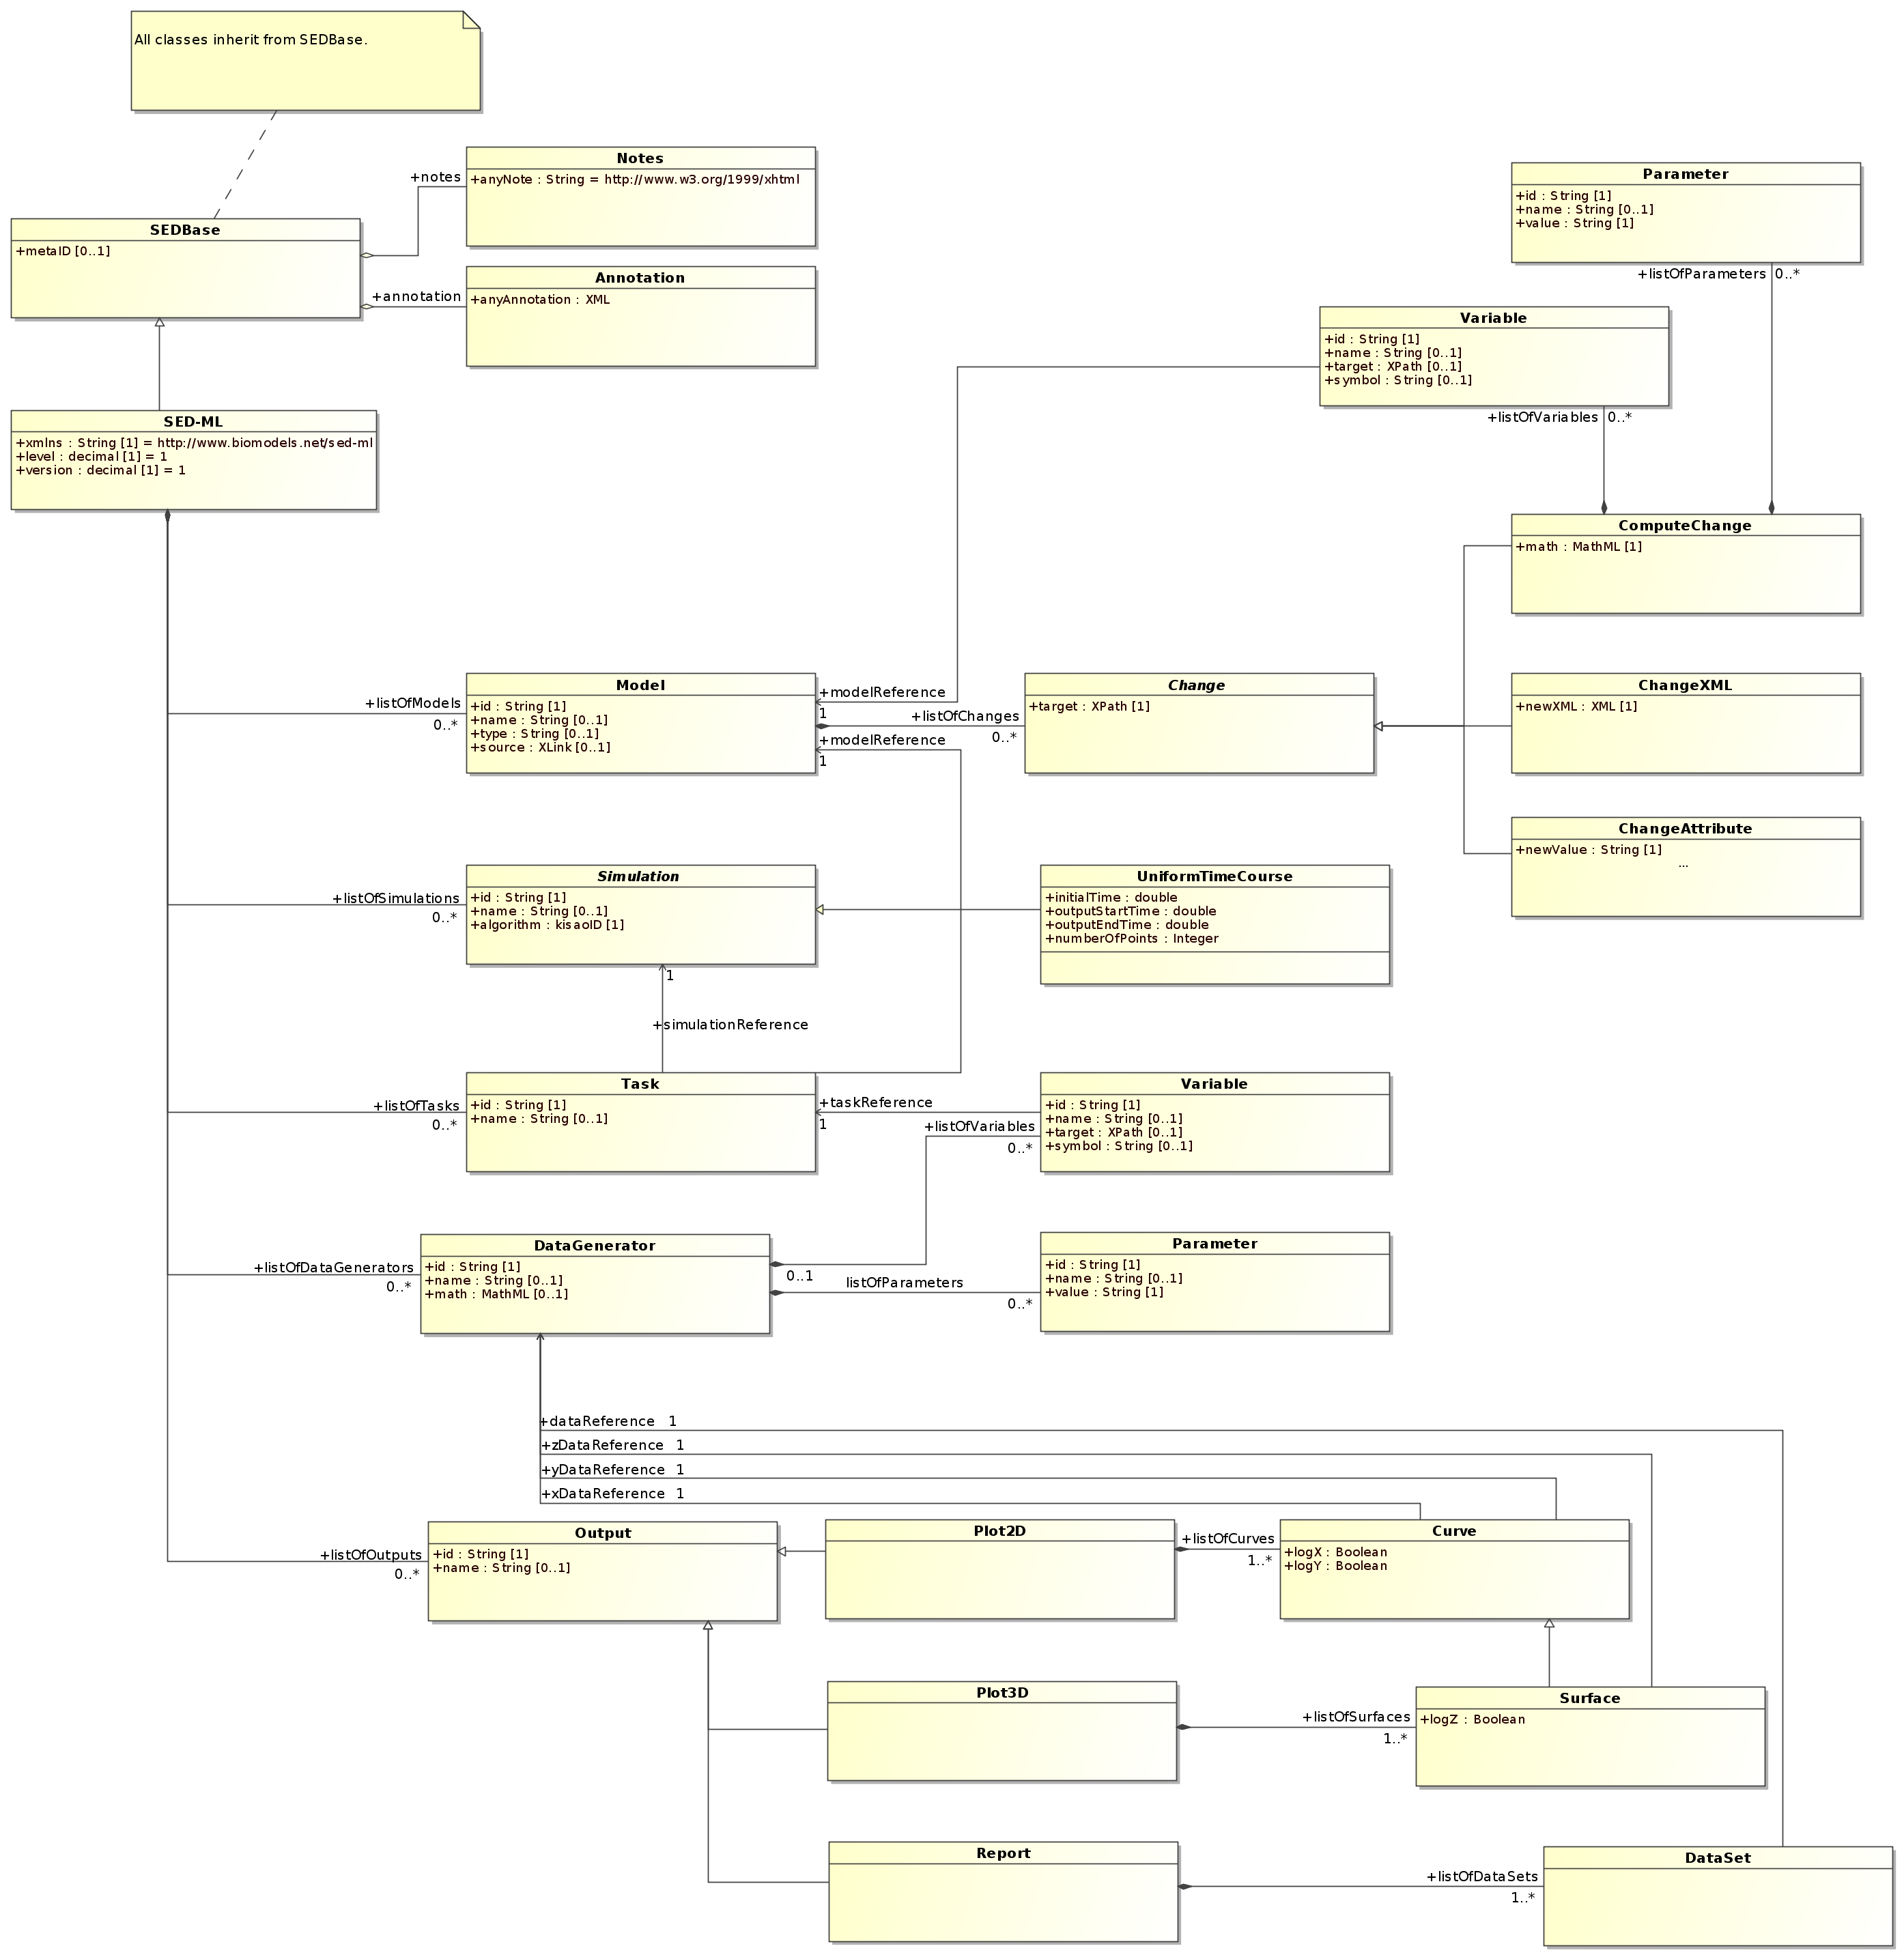 All classes inherit from SEDBase.
Notes
+anyNote : String = http://www.w3.org/1999/xhtml
+notes
Parameter
+id : String [1]
+name : String [0..1]
+value : String [1]
SEDBase
+metaID [0..1]
+listOfParameters 0..*
Annotation
+anyAnnotation : XML
+annotation
Variable
+id : String [1]
+name : String [0..1]
+target : XPath [0..1]
+symbol : String [0..1]
+listOfVariables 0..*
SED-ML
+xmlns : String [1] = http://www.biomodels.net/sed-ml
+level : decimal [1] = 1
+version : decimal [1] = 1
ComputeChange
+math : MathML [1]
+listOfModels
0..*
Model
+id : String [1]
+name : String [0..1]
+type : String [0..1]
+source : XLink [0..1]
+modelReference
1
+listOfChanges
0..*
+modelReference
1
Change
+target : XPath [1]
ChangeXML
+newXML : XML [1]
ChangeAttribute
+newValue : String [1]
...
+listOfSimulations
0..*
Simulation
+id : String [1]
+name : String [0..1]
+algorithm : kisaoID [1]
UniformTimeCourse
+initialTime : double
+outputStartTime : double
+outputEndTime : double
+numberOfPoints : Integer
1
+simulationReference
+listOfTasks
0..*
Task
+id : String [1]
+name : String [0..1]
+taskReference
1
+listOfVariables
0..*
Variable
+id : String [1]
+name : String [0..1]
+target : XPath [0..1]
+symbol : String [0..1]
+listOfDataGenerators
0..*
DataGenerator
+id : String [1]
+name : String [0..1]
+math : MathML [0..1]
0..1
listOfParameters
0..*
Parameter
+id : String [1]
+name : String [0..1]
+value : String [1]
+dataReference 1
+zDataReference 1
+yDataReference 1
+xDataReference 1
+listOfOutputs
0..*
Output
+id : String [1]
+name : String [0..1]
Plot2D
+listOfCurves
1..*
Curve
+logX : Boolean
+logY : Boolean
Plot3D
+listOfSurfaces
1..*
Surface
+logZ : Boolean
Report
+listOfDataSets
1..*
DataSet